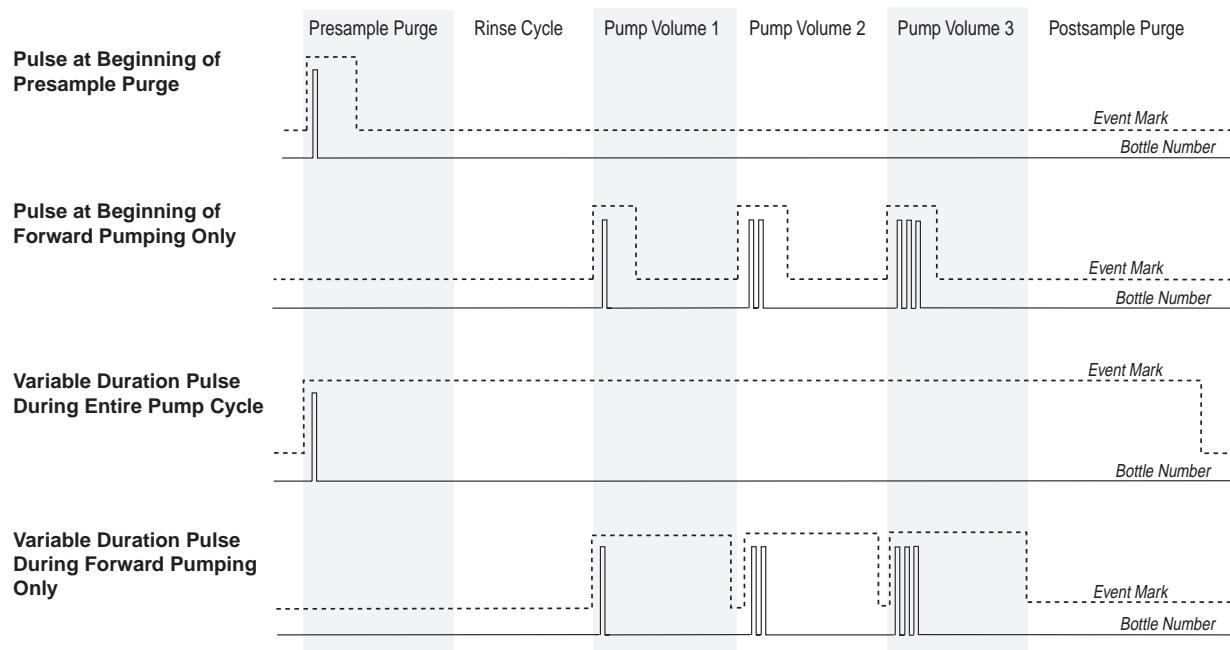 Presample Purge
Rinse Cycle
Pump Volume 1
Pump Volume 2
Pump Volume 3
Postsample Purge
Pulse at Beginning of
Presample Purge
Event Mark
Bottle Number
Pulse at Beginning of
Forward Pumping Only
Event Mark
Bottle Number
Variable Duration Pulse
During Entire Pump Cycle
Event Mark
Bottle Number
Variable Duration Pulse
During Forward Pumping
Only
Event Mark
Bottle Number